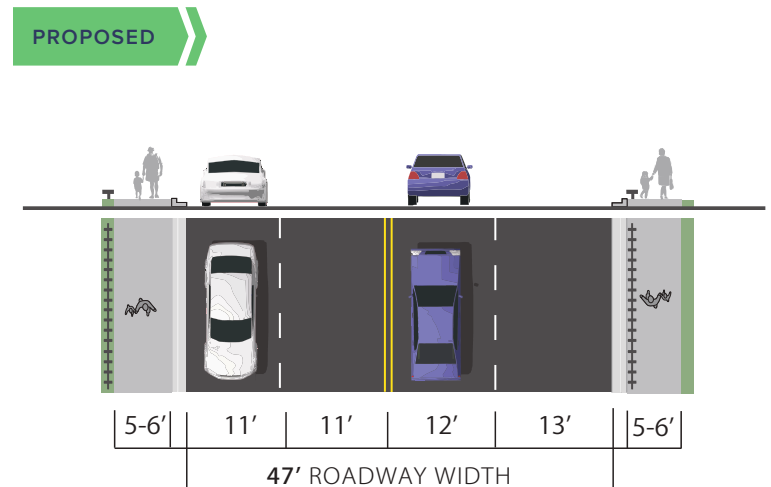 PROPOSED
5-6’ 11’ 11’ 12’ 13’ 5-6’
47’ ROADWAY WIDTH